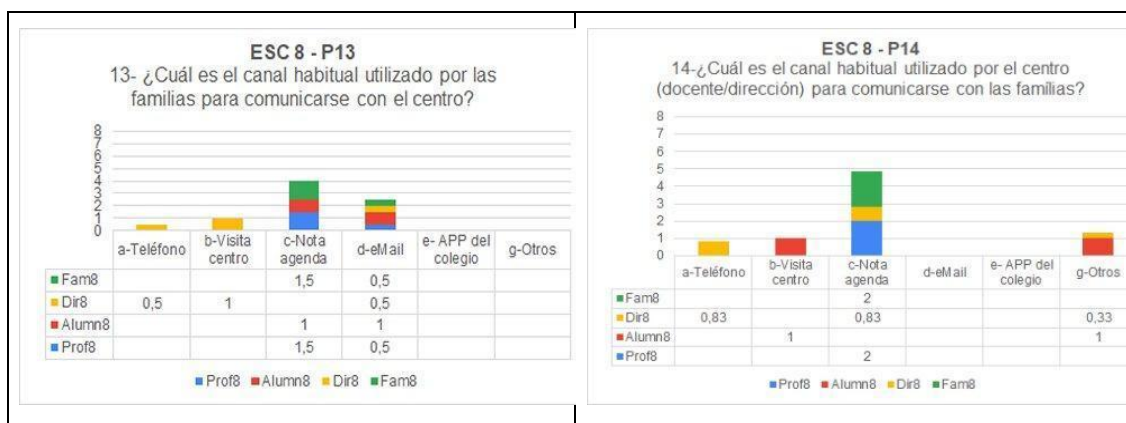 ESC 8 - P13
13- ¿Cuál es el canal habitual utilizado por las
familias para comunicarse con el centro?
8
7
6
5
4
3
2
1
0
a-Teléfono b-Visita centro c-Nota agenda d-eMail e- APP del colegio g-Otros
Fam8 1,5 0,5
Dir8 0,5 1 0,5
Alumn8 1 1
Prof8 1,5 0,5
Prof8 Alumn8 Dir8 Fam8
ESC 8 - P14
14-¿Cuál es el canal habitual utilizado por el centro
(docente/dirección) para comunicarse con las famílias?
8
7
6
5
4
3
2
1
0
a-Teléfono b-Visita centro c-Nota agenda d-eMail e- APP del colegio g-Otros
Fam8 2
Dir8 0,83 0,83 0,33
Alumn8 1 1
Prof8 2
Prof8 Alumn8 Dir8 Fam8